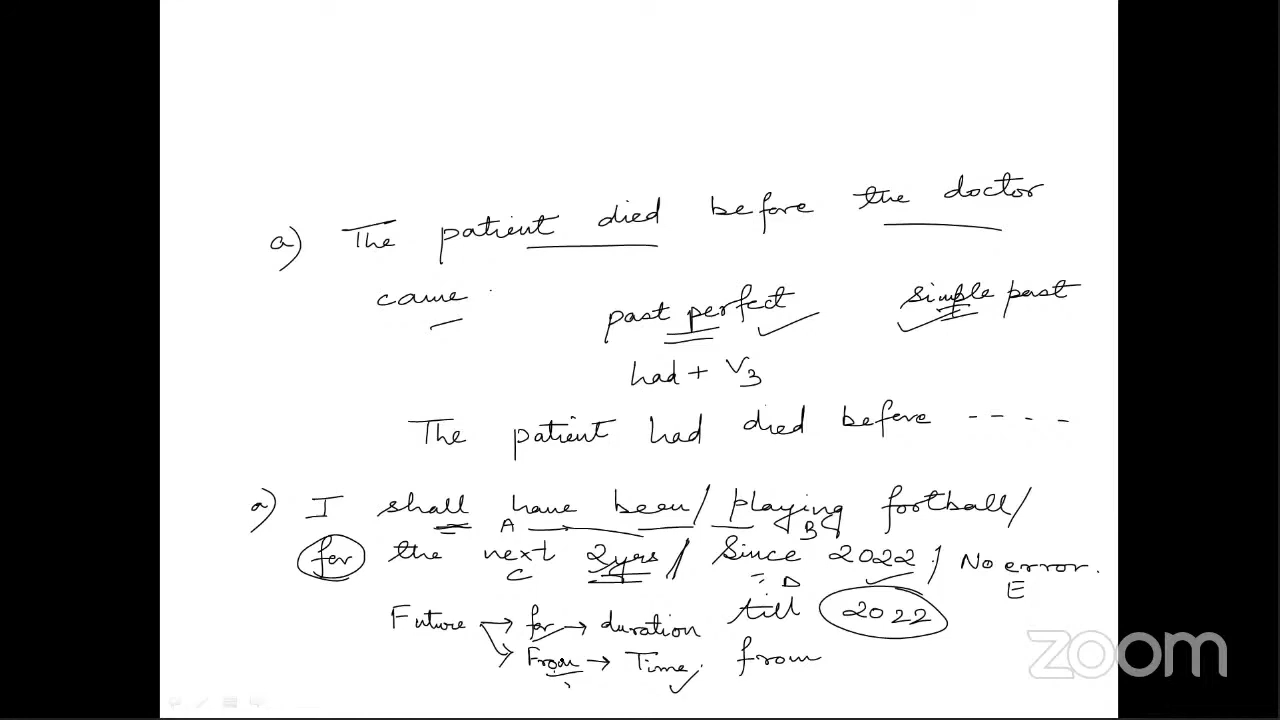 a) The patient died before the doctor
came
past perfect simple past
had + V3
The patient had died before ----
a) I shall have been / playing football /
A B
for the next 2yrs / Since 2022 / No error.
C D E
Future → for → duration till 2022
→ From → Time. from
zoom